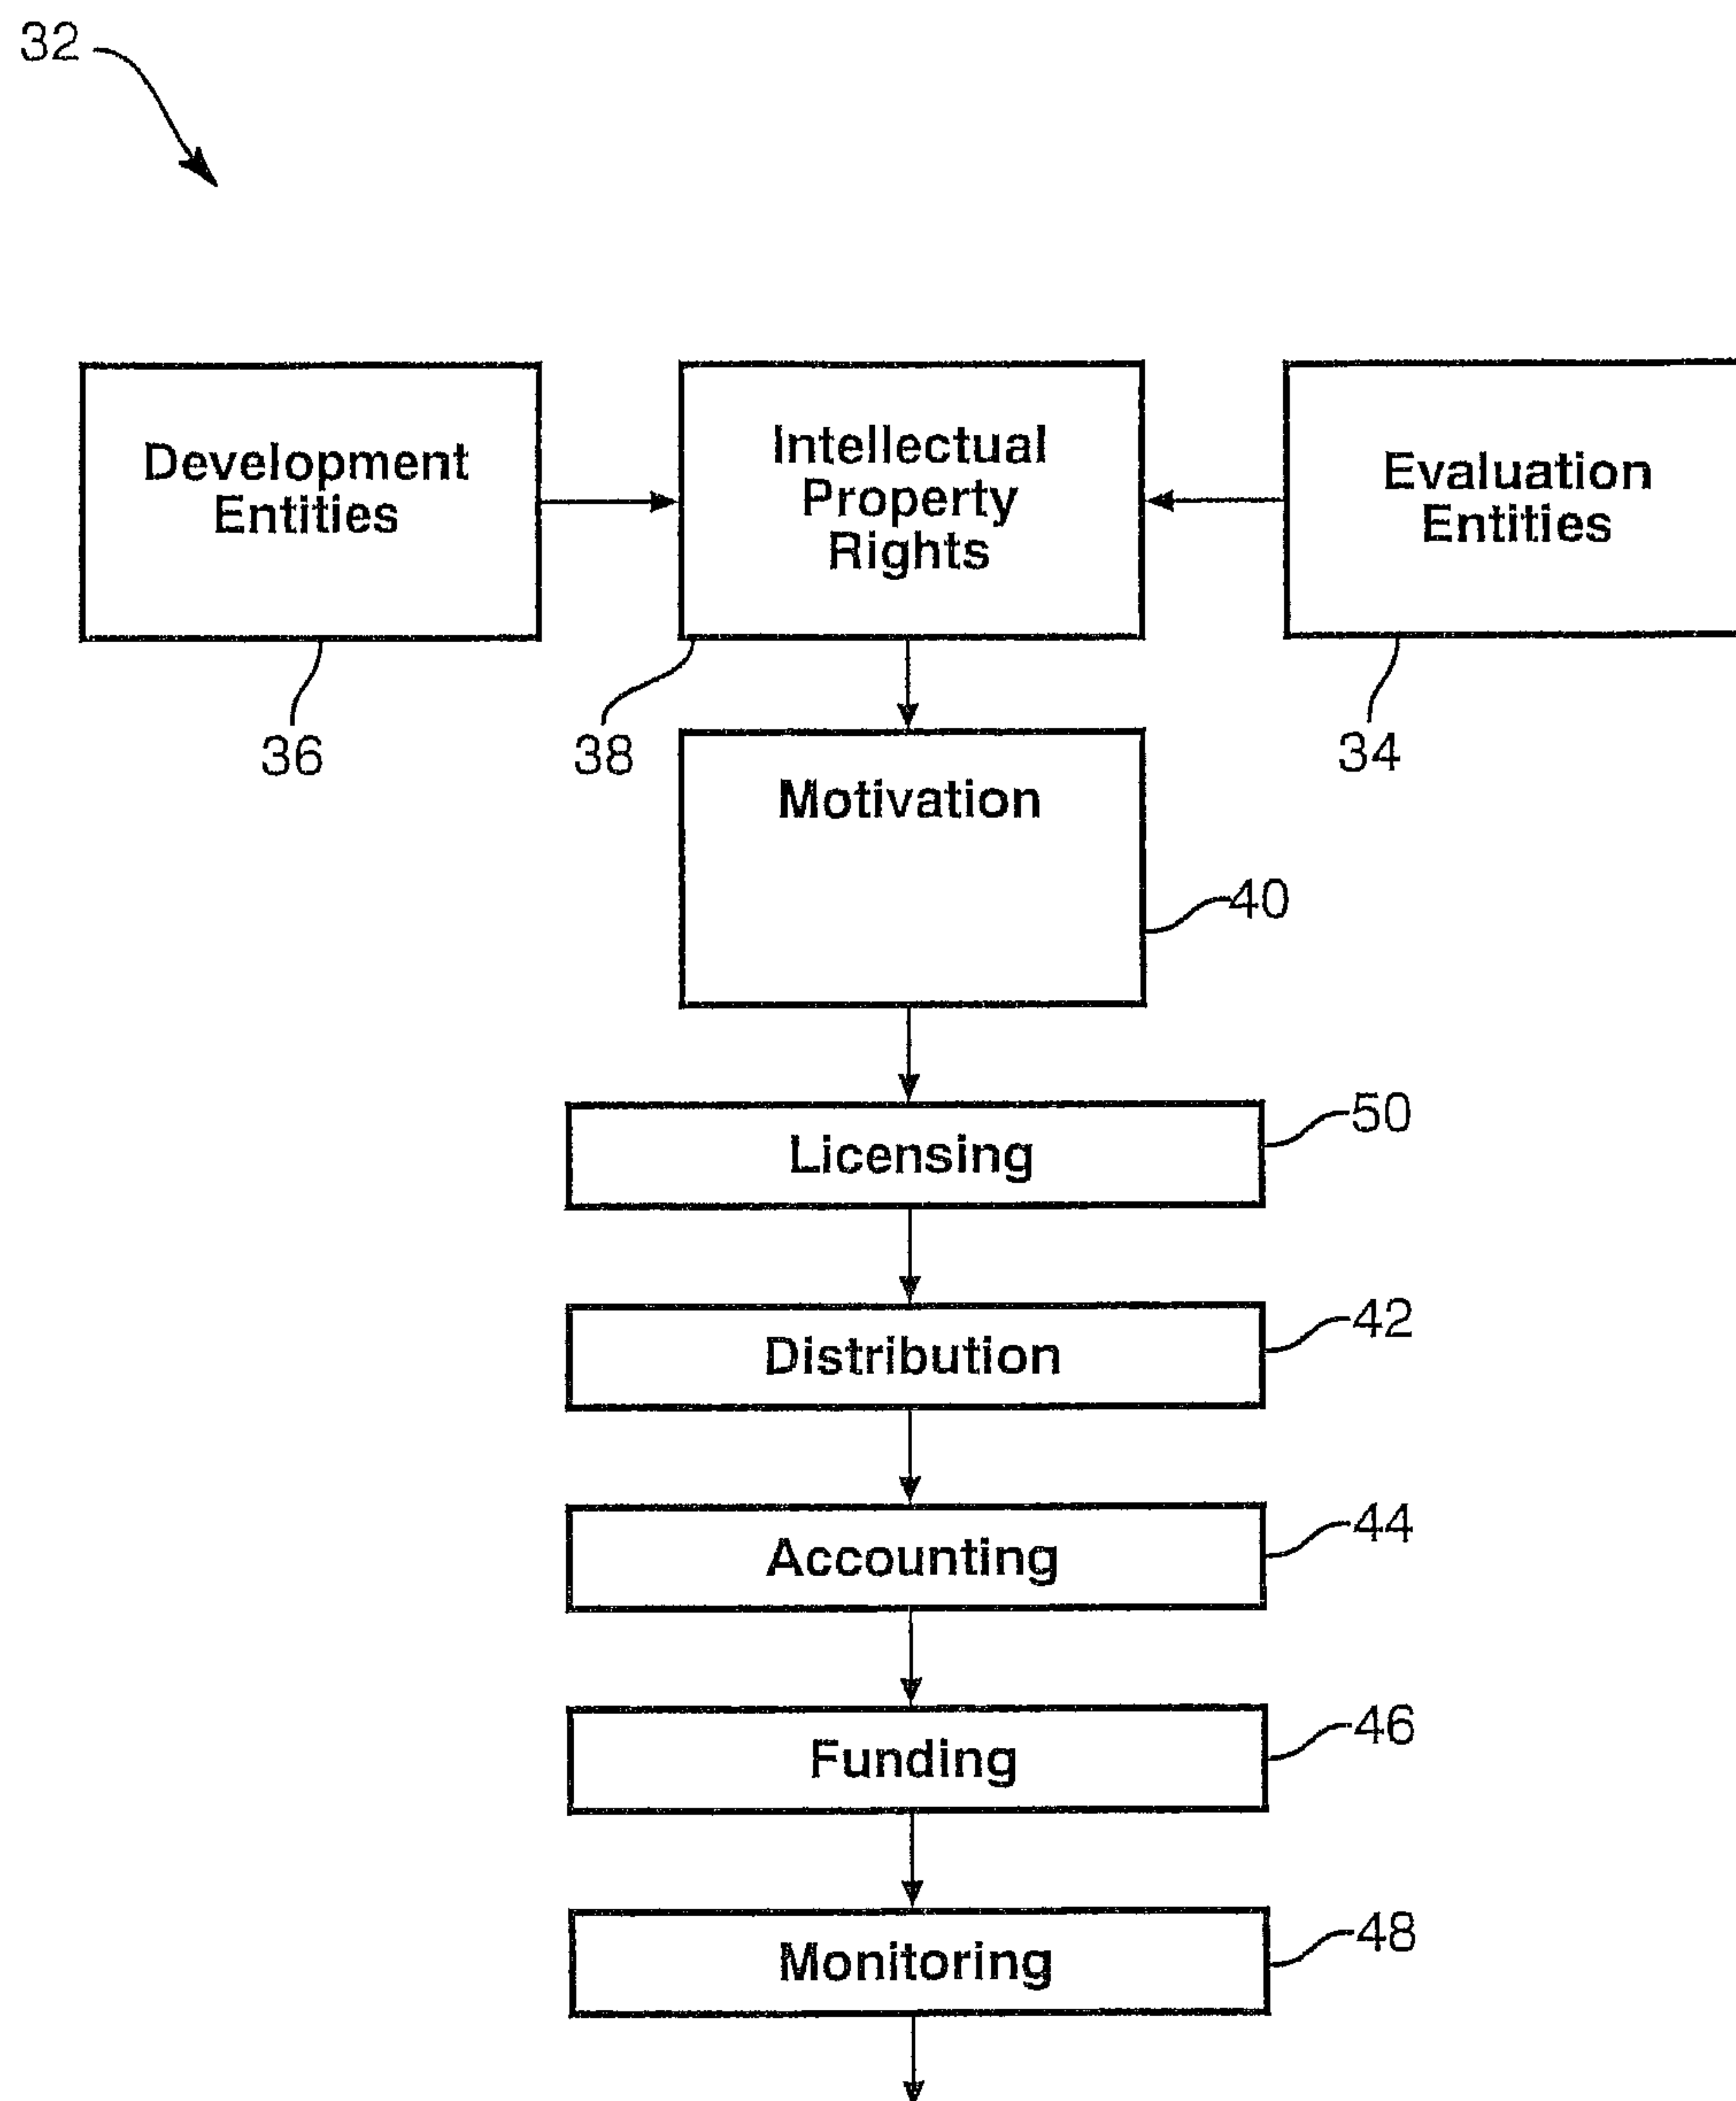 32
Development
Entities
Intellectual
Property
Rights
Evaluation
Entities
36
38
34
Motivation
40
50
Licensing
42
Distribution
44
Accounting
46
Funding
48
Monitoring